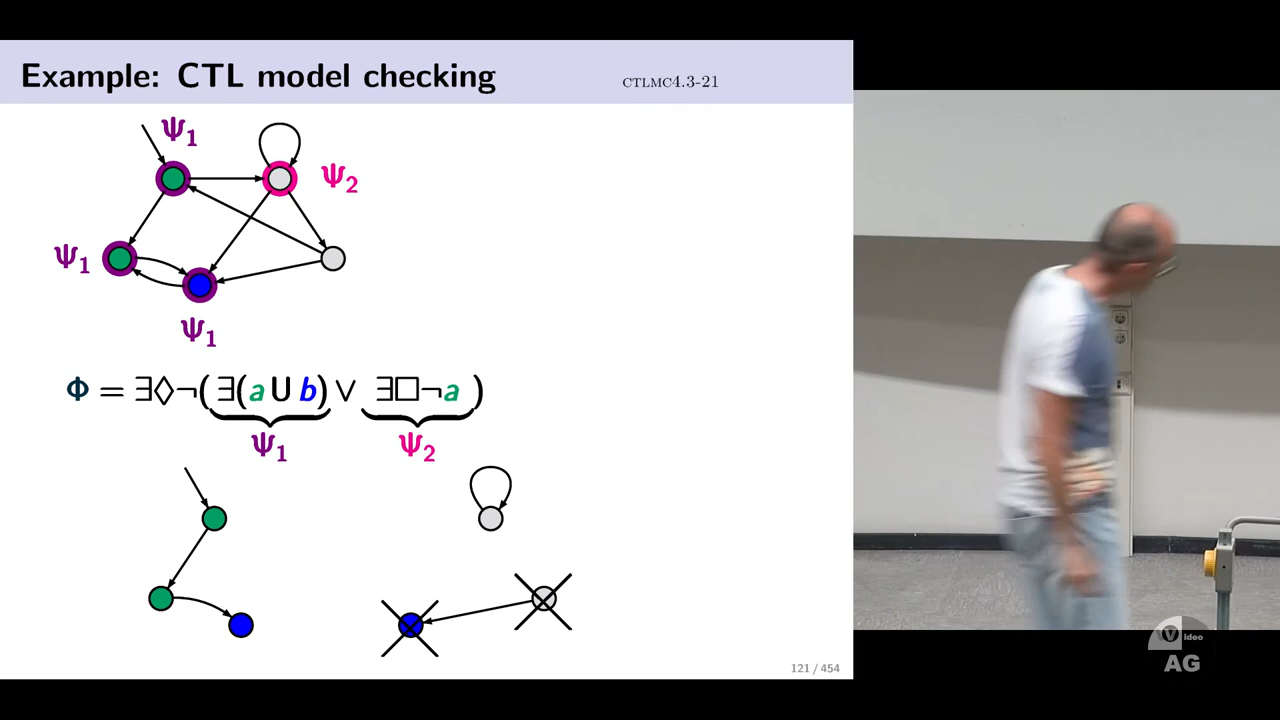 Example: CTL model checking CTLMC4.3-21
Ψ1
Ψ2
Ψ1
Ψ1
Φ = ∃◊¬( ∃(a U b) ∨ ∃□¬a )
Ψ1 Ψ2
121 / 454
Video
AG